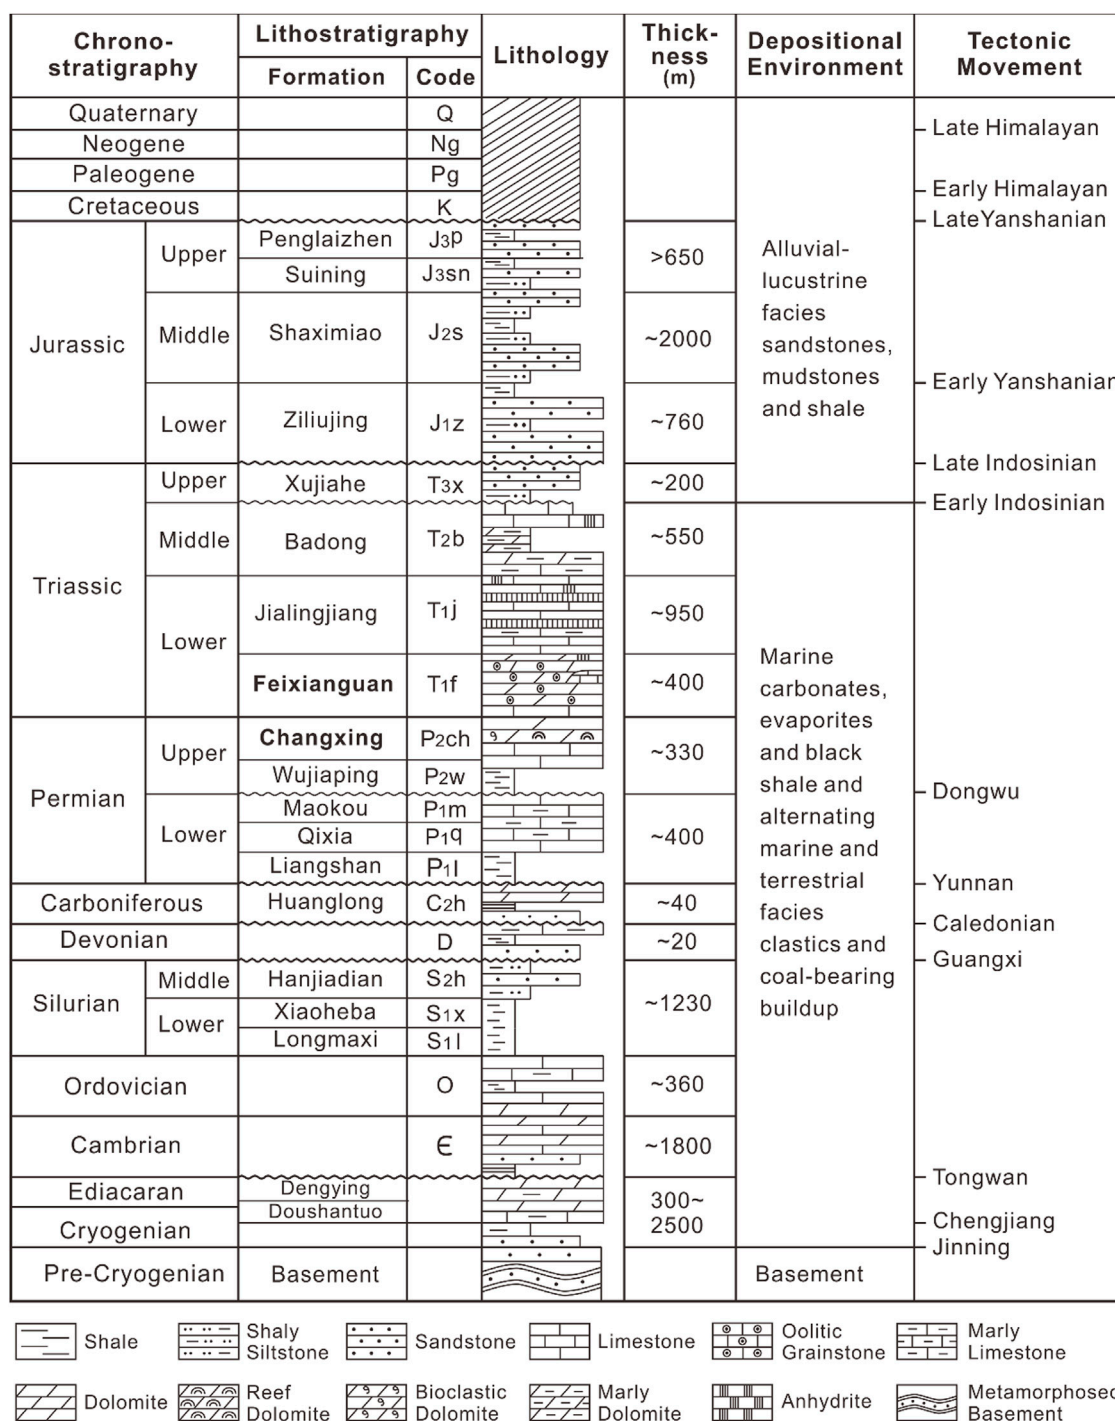 Chrono-
stratigraphy
Lithostratigraphy
Formation
Code
Lithology
Thick-
ness
(m)
Depositional
Environment
Tectonic
Movement
Quaternary Q
Late Himalayan
Neogene Ng
Paleogene Pg
Early Himalayan
Cretaceous K
Late Yanshanian
Jurassic
Upper
Penglaizhen J3p
Suining J3sn
>650
Middle
Shaximiao J2s
~2000
Early Yanshanian
Lower
Ziliujing J1z
~760
Alluvial-
lucustrine
facies
sandstones,
mudstones
and shale
Late Indosinian
Triassic
Upper
Xujiahe T3x
~200
Early Indosinian
Middle
Badong T2b
~550
Lower
Jialingjiang T1j
~950
Feixianguan T1f
~400
Permian
Upper
Changxing P2ch
Wujiaping P2w
~330
Dongwu
Lower
Maokou P1m
Qixia P1q
Liangshan P1l
~400
Yunnan
Carboniferous Huanglong C2h ~40
Caledonian
Devonian D ~20
Guangxi
Silurian
Middle
Hanjiadian S2h
Lower
Xiaoheba S1x
Longmaxi S1l
~1230
Marine
carbonates,
evaporites
and black
shale and
alternating
marine and
terrestrial
facies
clastics and
coal-bearing
buildup
Ordovician O ~360
Cambrian Є ~1800
Tongwan
Ediacaran
Dengying
Doushantuo
Cryogenian
300~
2500
Chengjiang
Jinning
Pre-Cryogenian Basement Basement
Shale
Shaly
Siltstone
Sandstone
Limestone
Oolitic
Grainstone
Marly
Limestone
Dolomite
Reef
Dolomite
Bioclastic
Dolomite
Marly
Dolomite
Anhydrite
Metamorphosed
Basement